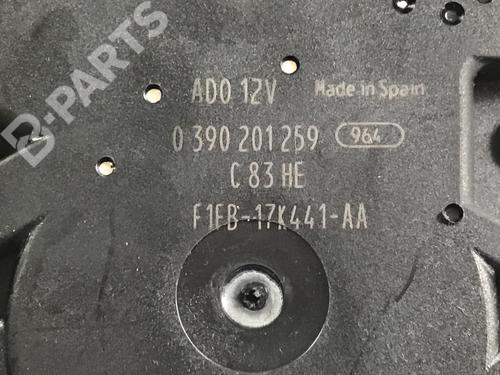 B-PARTS
ADO 12V Made in Spain
0 390 201 259 964
C 83 HE
F1FB-17K441-AA